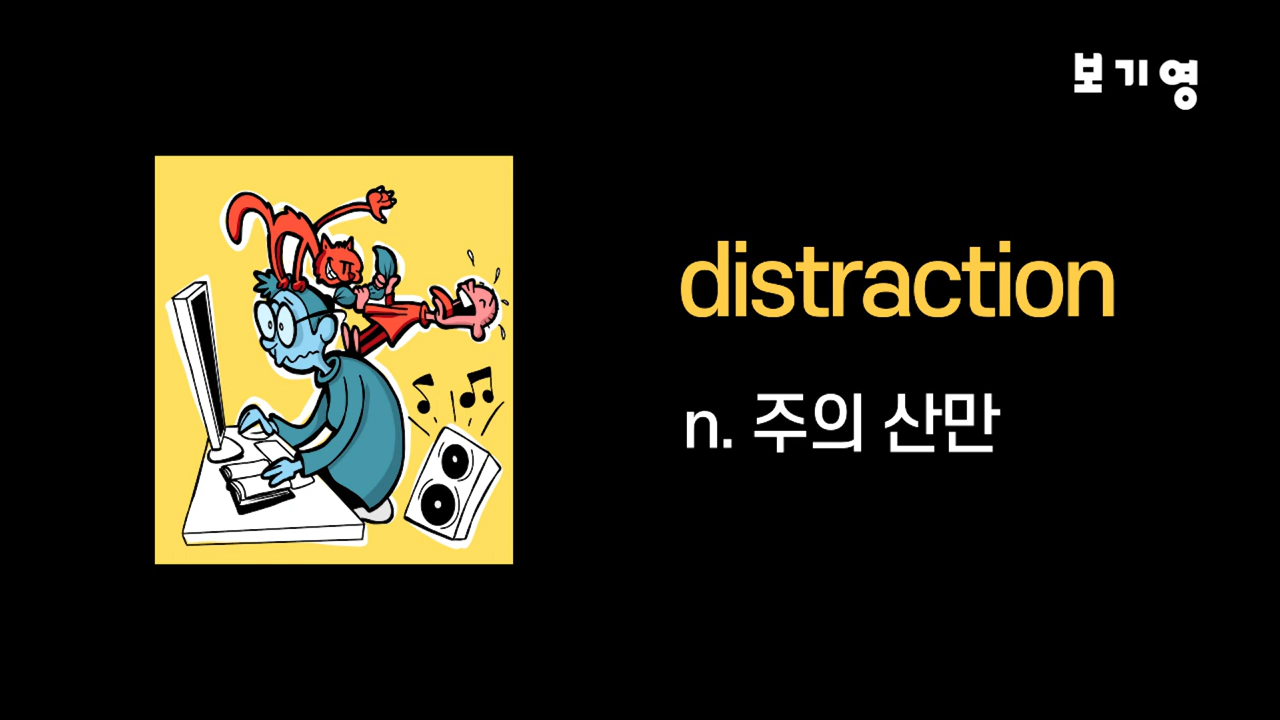 보기영
distraction
n. 주의 산만